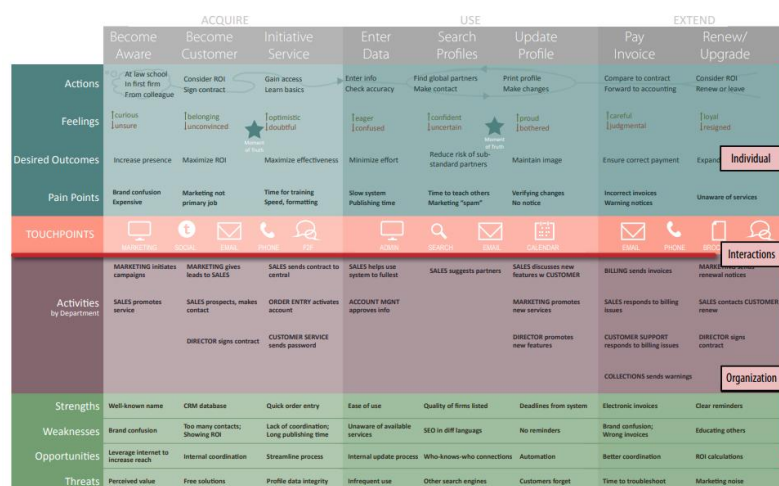 ACQUIRE USE EXTEND
Become Aware
Become Customer
Initiative Service
Enter Data
Search Profiles
Update Profile
Pay Invoice
Renew/ Upgrade
Actions
At law school
In first firm
From colleague
Consider ROI
Sign contract
Gain access
Learn basics
Enter info
Check accuracy
Find global partners
Make contact
Print profile
Make changes
Compare to contract
Forward to accounting
Consider ROI
Renew or leave
Feelings
curious
unsure
belonging
unconvinced
Moment
of Truth
optimistic
doubtful
eager
confused
confident
uncertain
Moment
of Truth
proud
bothered
careful
judgmental
loyal
resigned
Desired Outcomes
Increase presence
Maximize ROI
Maximize effectiveness
Minimize effort
Reduce risk of sub-
standard partners
Maintain image
Ensure correct payment
Individual
Pain Points
Brand confusion
Expensive
Marketing not
primary job
Time for training
Speed, formatting
Slow system
Publishing time
Time to teach others
Marketing "spam"
Verifying changes
No notice
Incorrect invoices
Warning notices
Unaware of services
TOUCHPOINTS
MARKETING
SOCIAL
EMAIL
PHONE
PDF
ADMIN
SEARCH
EMAIL
CALENDAR
EMAIL
PHONE
Interactions
Activities
by Department
MARKETING initiates
campaigns
SALES promotes
service
MARKETING gives
leads to SALES
SALES prospects, makes
contact
DIRECTOR signs contract
SALES sends contract to
central
ORDER ENTRY activates
account
CUSTOMER SERVICE
sends password
SALES helps use
system to fullest
ACCOUNT MGNT
approves info
SALES suggests partners
SALES discusses new
features w CUSTOMER
MARKETING promotes
new services
DIRECTOR promotes
new features
BILLING sends invoices
SALES responds to billing
issues
CUSTOMER SUPPORT
responds to billing issues
COLLECTIONS sends warnings
renewal notices
SALES contacts CUSTOMER
renew
DIRECTOR signs
contract
Organization
Strengths
Well-known name
CRM database
Quick order entry
Ease of use
Quality of firms listed
Deadlines from system
Electronic invoices
Clear reminders
Weaknesses
Brand confusion
Too many contacts;
Showing ROI
Lack of coordination;
Long publishing time
Unaware of available
services
SEO in diff languags
No reminders
Brand confusion;
Wrong invoices
Educating others
Opportunities
Leverage internet to
increase reach
Internal coordination
Streamline process
Internal update process
Who-knows-who connections
Automation
Better coordination
ROI calculations
Threats
Perceived value
Free solutions
Profile data integrity
Infrequent use
Other search engines
Customers forget
Time to troubleshoot
Marketing noise